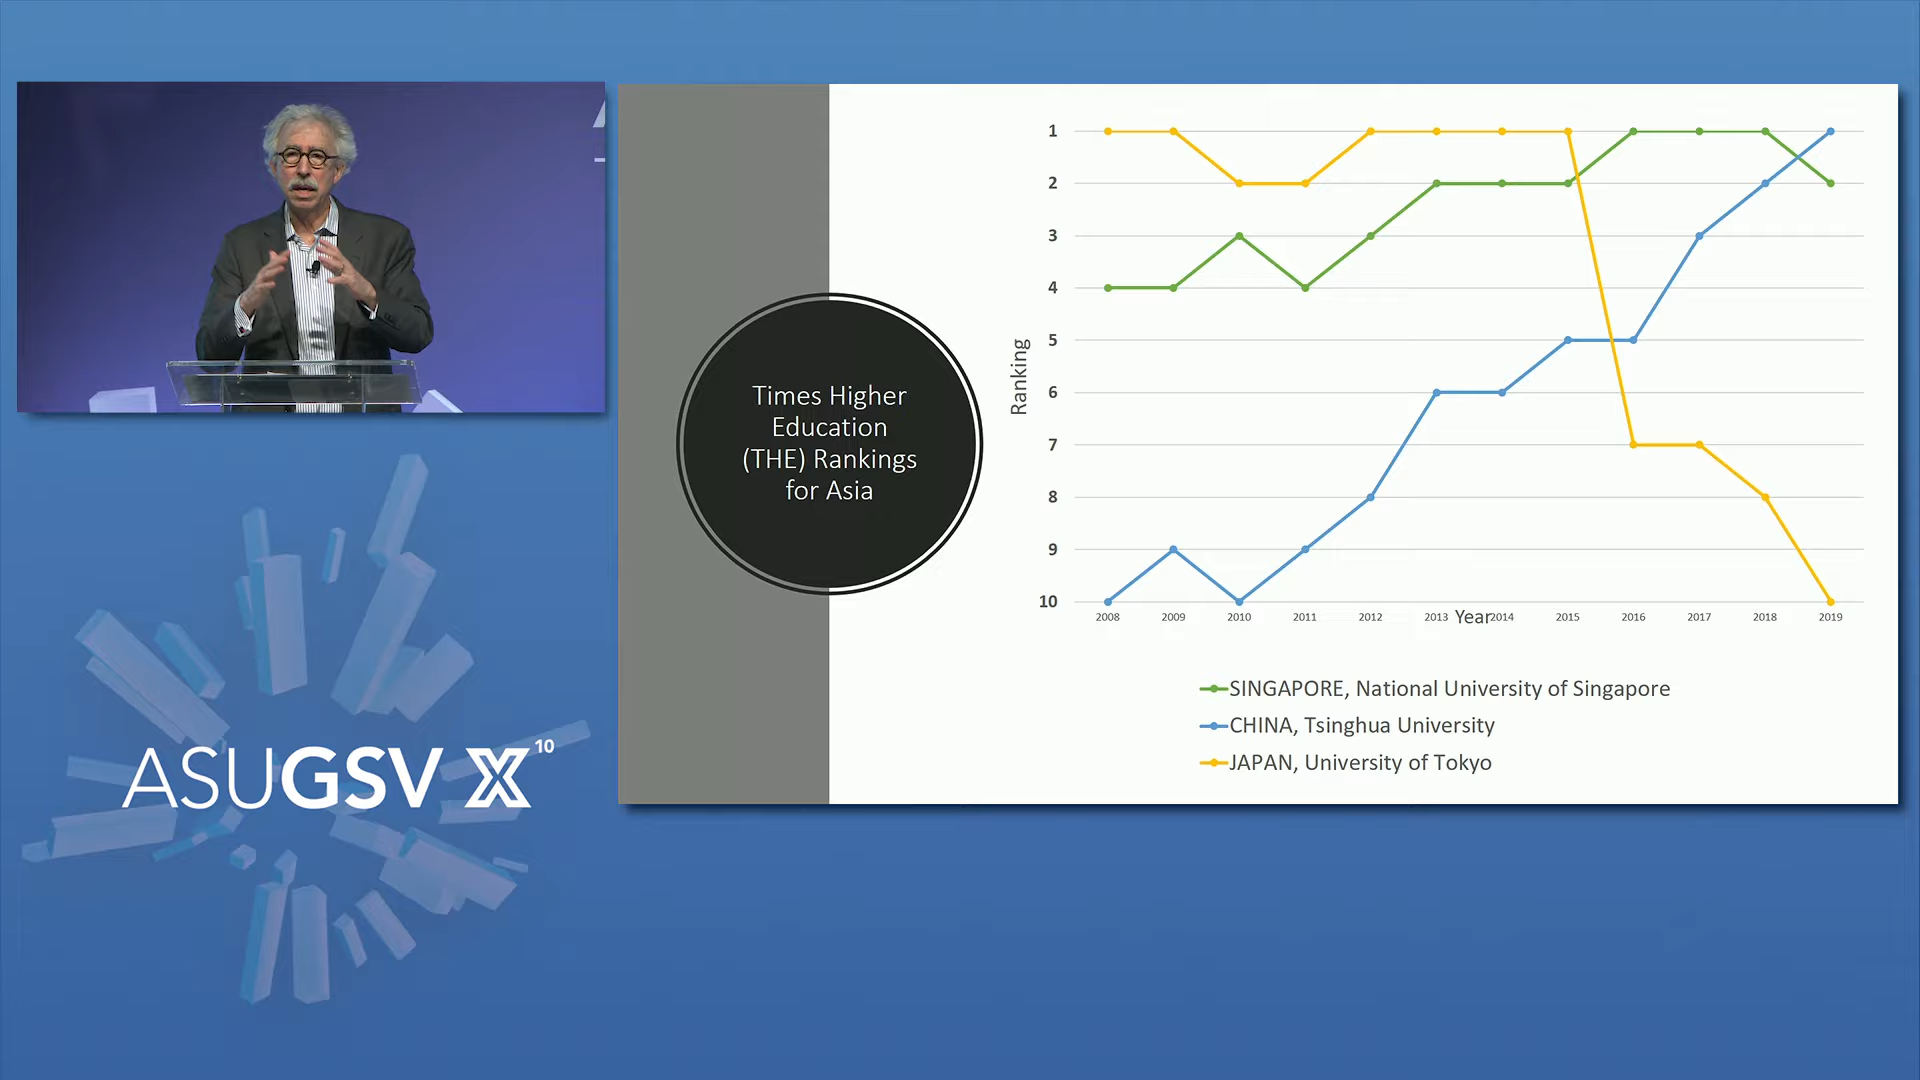 Times Higher
Education
(THE) Rankings
for Asia
Ranking
1
2
3
4
5
6
7
8
9
10
2008 2009 2010 2011 2012 2013 2014 2015 2016 2017 2018 2019
Year
SINGAPORE, National University of Singapore
CHINA, Tsinghua University
JAPAN, University of Tokyo
ASUGSV X10